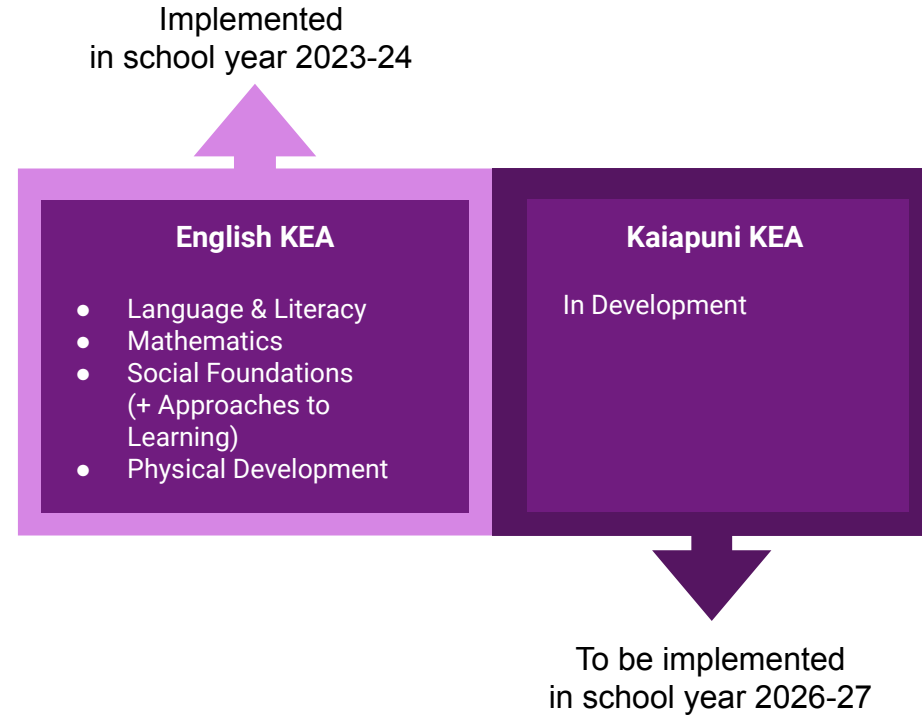 Implemented
in school year 2023-24
English KEA
● Language & Literacy
● Mathematics
● Social Foundations
(+ Approaches to
Learning)
● Physical Development
Kaiapuni KEA
In Development
To be implemented
in school year 2026-27